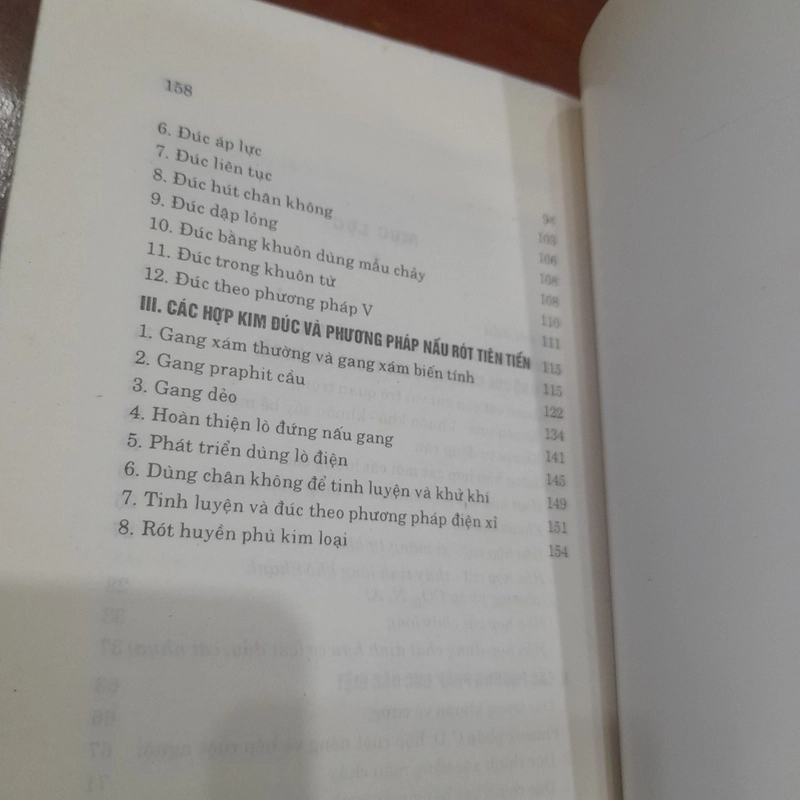 158
6. Đúc áp lực 94
7. Đúc liên tục 103
8. Đúc hút chân không 106
9. Đúc dập lỏng 108
10. Đúc bằng khuôn dùng mẫu chảy 108
11. Đúc trong khuôn từ 110
12. Đúc theo phương pháp V 111
III. CÁC HỢP KIM ĐÚC VÀ PHƯƠNG PHÁP NẤU RÓT TIÊN TIẾN 115
1. Gang xám thường và gang xám biến tính 115
2. Gang praphit cầu 122
3. Gang dẻo 134
4. Hoàn thiện lò đứng nấu gang 141
5. Phát triển dùng lò điện 145
6. Dùng chân không để tinh luyện và khử khí 149
7. Tinh luyện và đúc theo phương pháp điện xỉ 151
8. Rót huyền phù kim loại 154